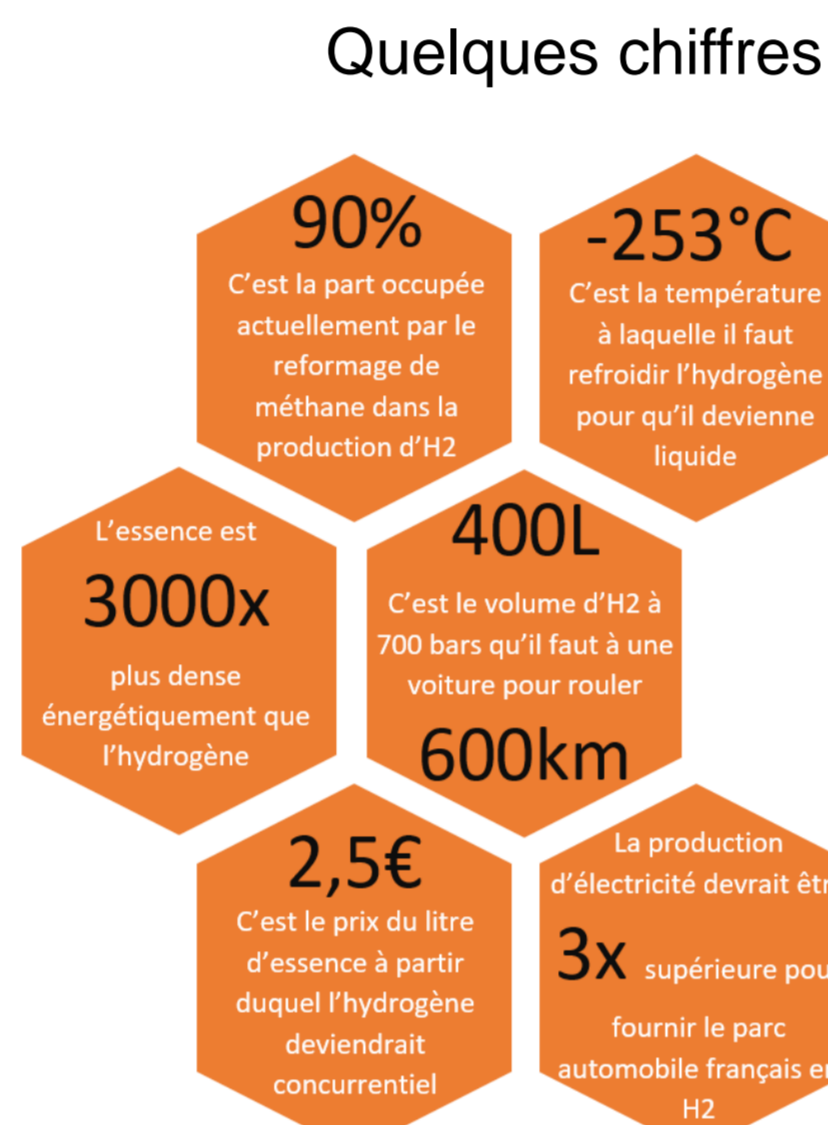 Quelques chiffres
90%
C'est la part occupée
actuellement par le
reformage de
méthane dans la
production d'H2
-253°C
C'est la température
à laquelle il faut
refroidir l'hydrogène
pour qu'il devienne
liquide
L'essence est
3000x
plus dense
énergétiquement que
l'hydrogène
400L
C'est le volume d'H2 à
700 bars qu'il faut à une
voiture pour rouler
600km
2,5€
C'est le prix du litre
d'essence à partir
duquel l'hydrogène
deviendrait
concurrentiel
La production
d'électricité devrait êtr
3x supérieure pou
fournir le parc
automobile français e
H2